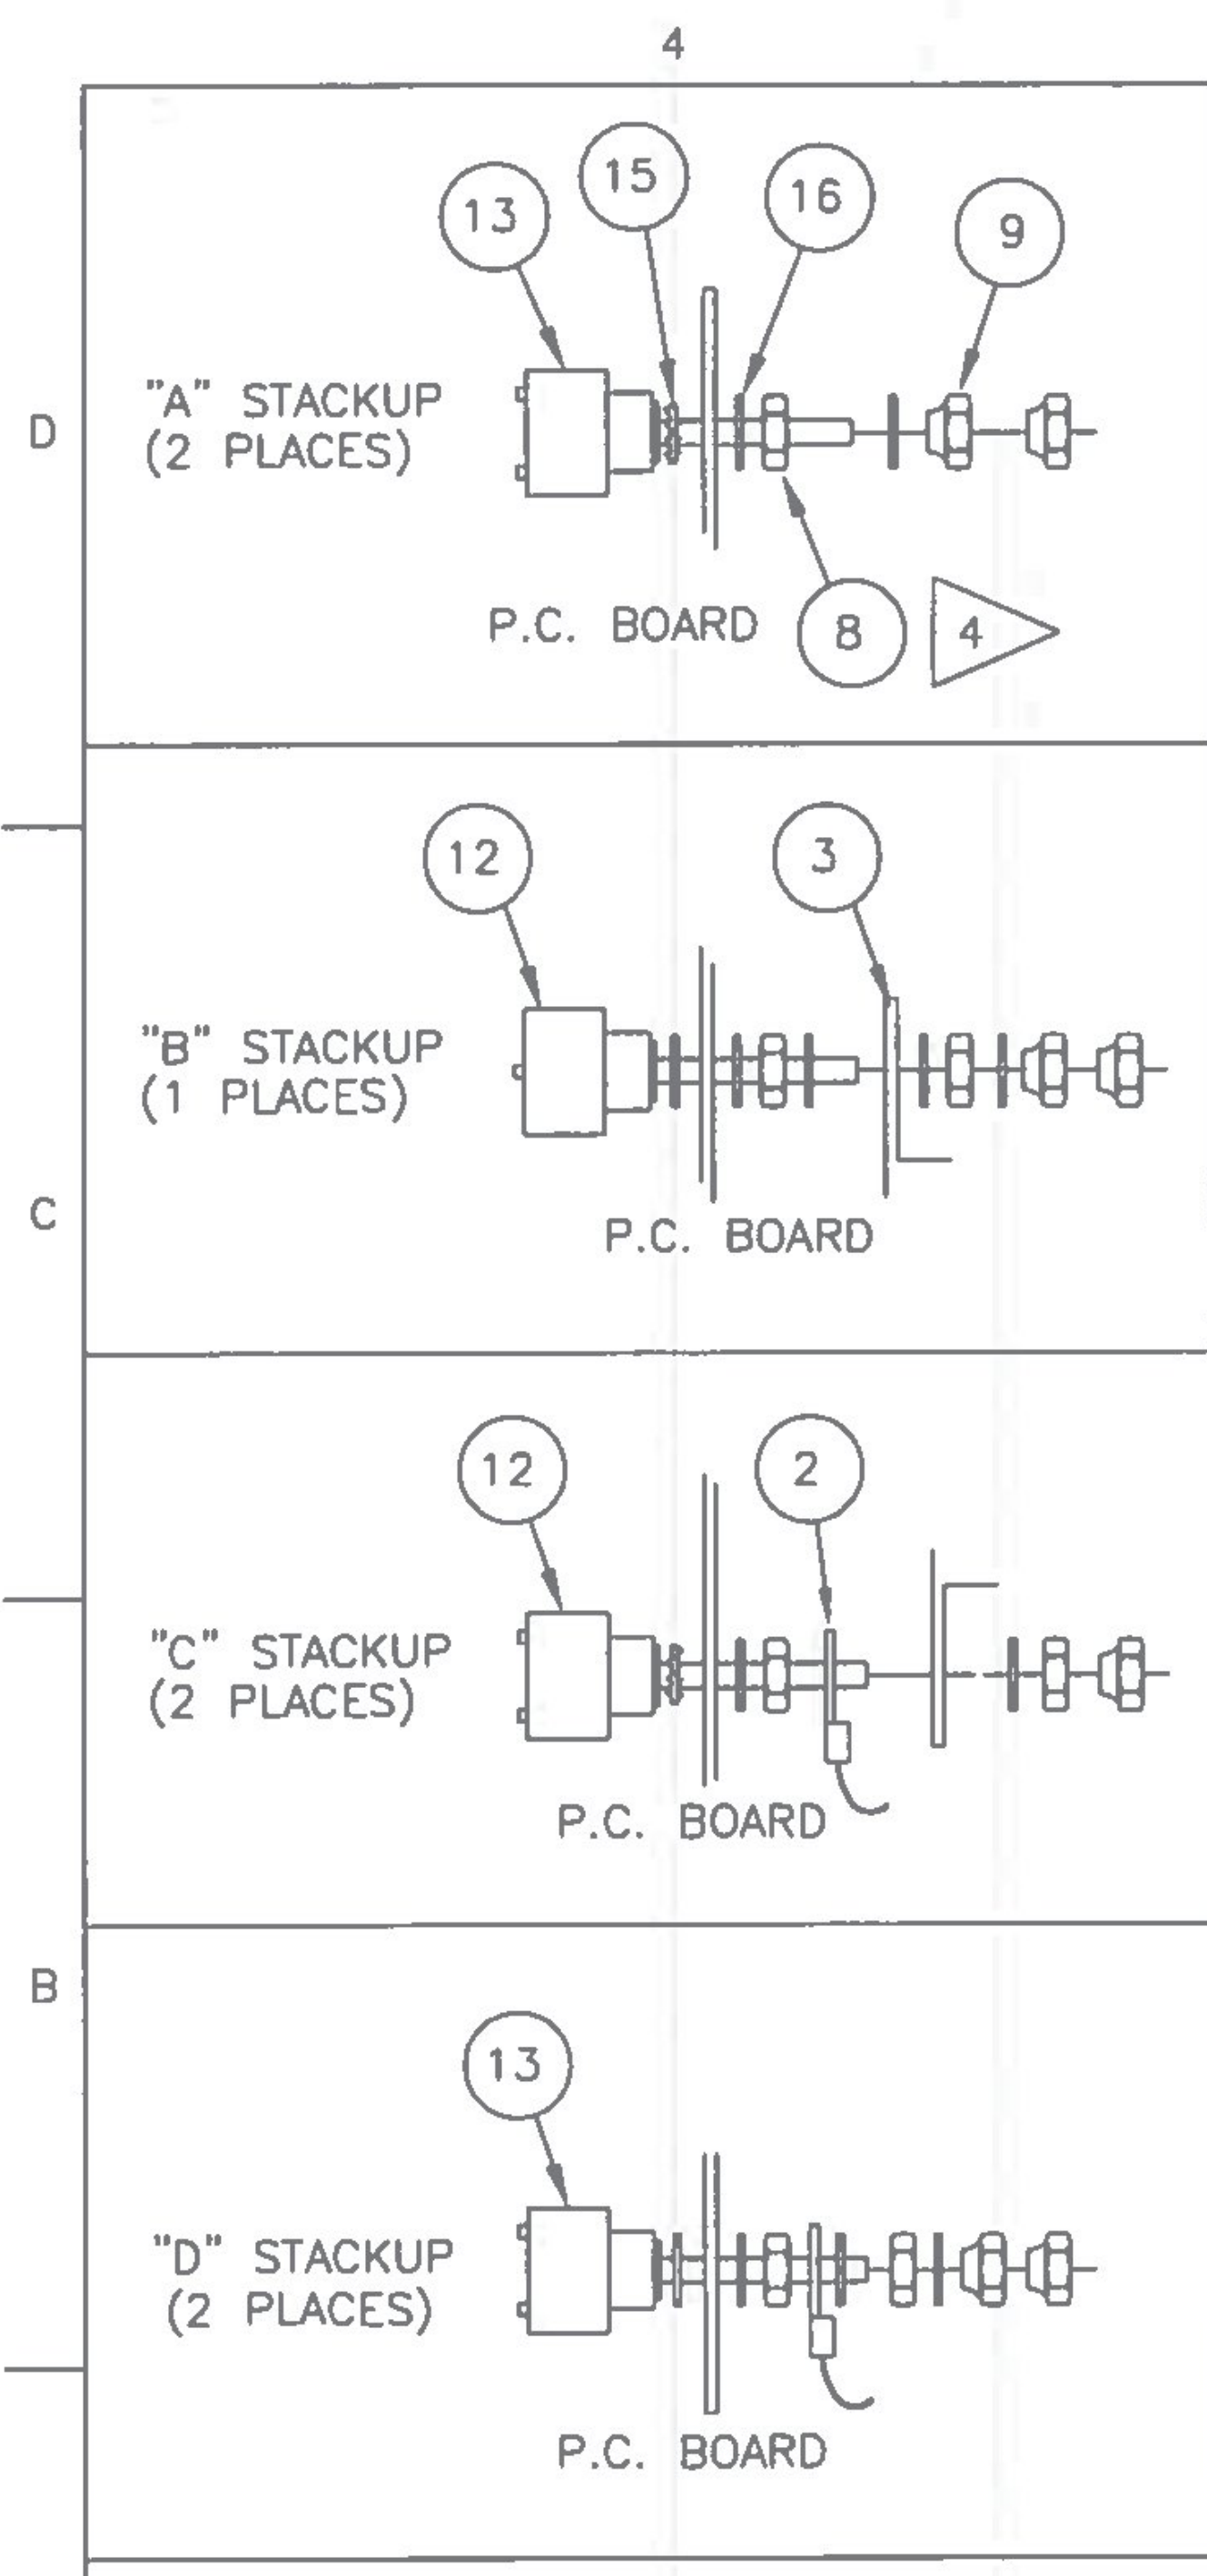 4
13
15
16
9
D
"A" STACKUP
(2 PLACES)
P.C. BOARD
8
4
12
3
"B" STACKUP
(1 PLACES)
C
P.C. BOARD
12
2
"C" STACKUP
(2 PLACES)
P.C. BOARD
B
13
"D" STACKUP
(2 PLACES)
P.C. BOARD